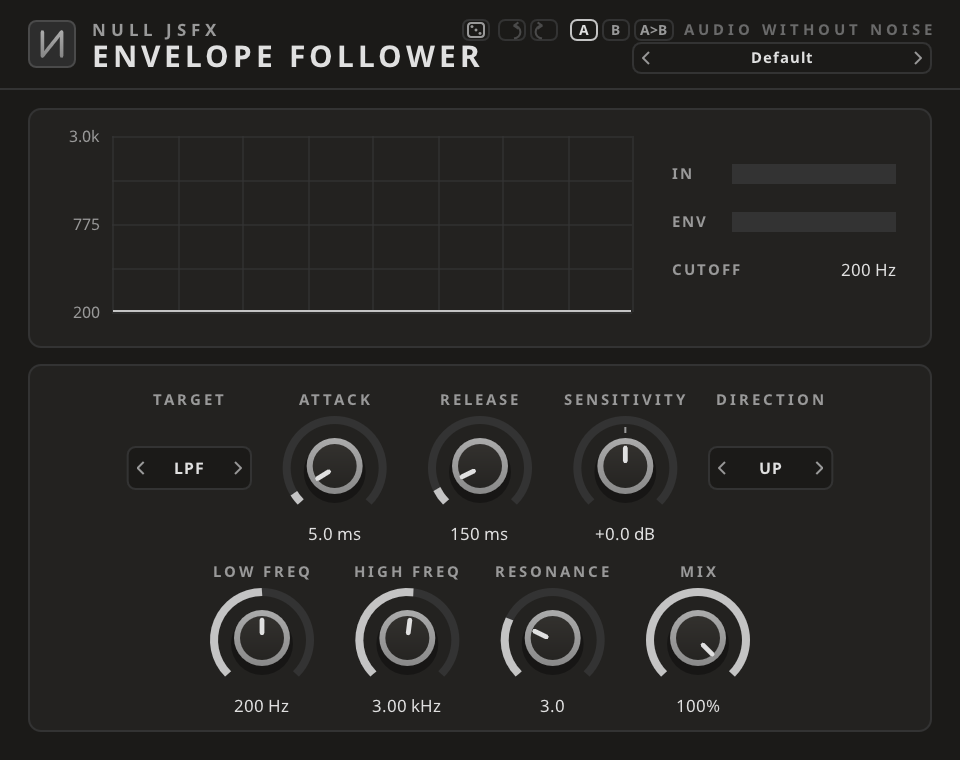 NULL JSFX
ENVELOPE FOLLOWER
A B A>B AUDIO WITHOUT NOISE
Default
3.0k
775
200
IN
ENV
CUTOFF 200 Hz
TARGET ATTACK RELEASE SENSITIVITY DIRECTION
LPF UP
5.0 ms 150 ms +0.0 dB
LOW FREQ HIGH FREQ RESONANCE MIX
200 Hz 3.00 kHz 3.0 100%